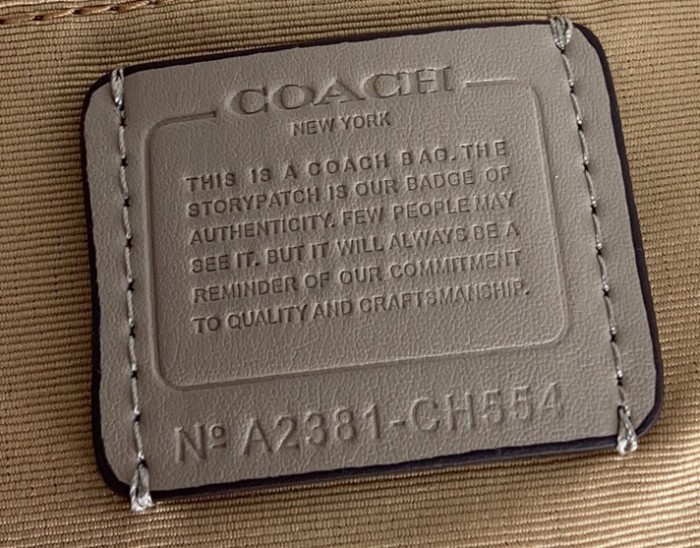 COACH
NEW YORK
THIS IS A COACH BAG. THE
STORYPATCH IS OUR BADGE OF
AUTHENTICITY. FEW PEOPLE MAY
SEE IT. BUT IT WILL ALWAYS BE A
REMINDER OF OUR COMMITMENT
TO QUALITY AND CRAFTSMANSHIP.
Nº A2381-CH554